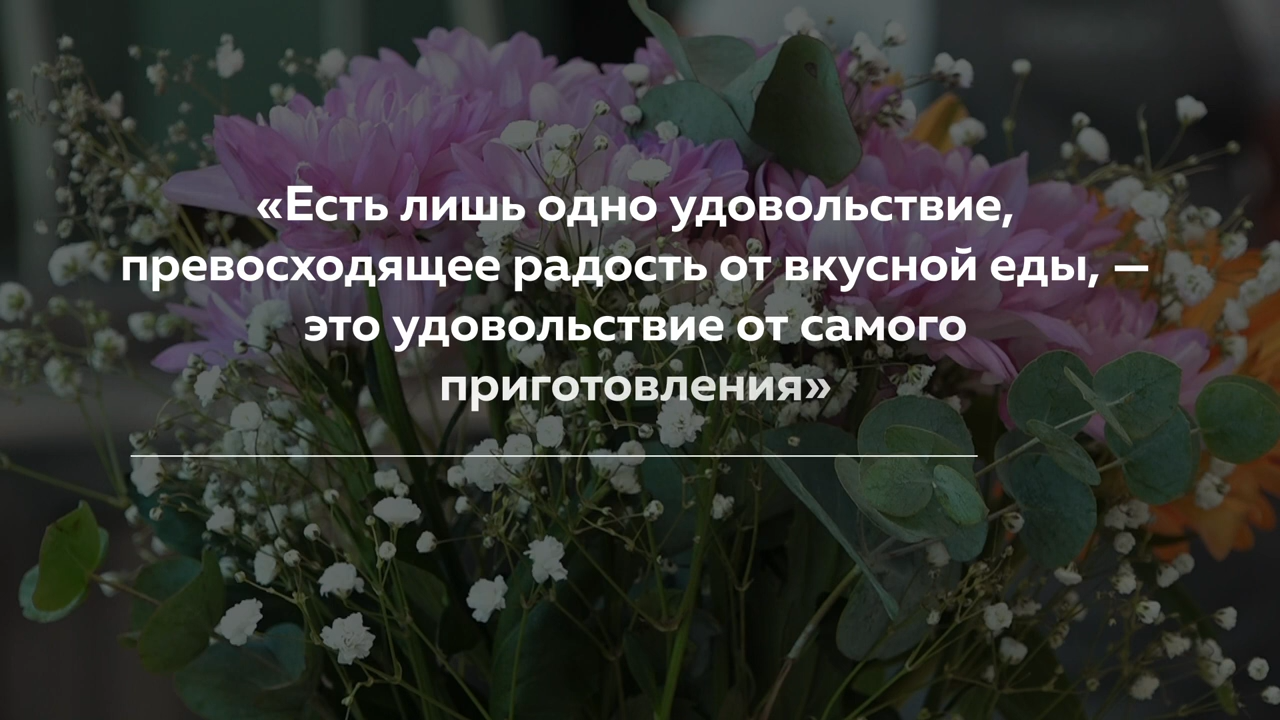 «Есть лишь одно удовольствие,
превосходящее радость от вкусной еды, —
это удовольствие от самого
приготовления»